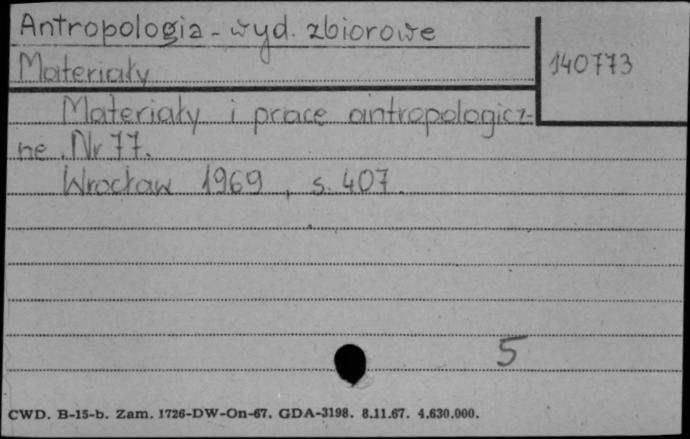 Antropologia - wyd. zbiorowe
Materiały
140773
Materiały i prace antropologicz-
ne. Nr 77.
Wrocław 1969, s. 407.
5
CWD. B-15-b. Zam. 1726-DW-On-67. GDA-3198. 8.11.67. 4.630.000.